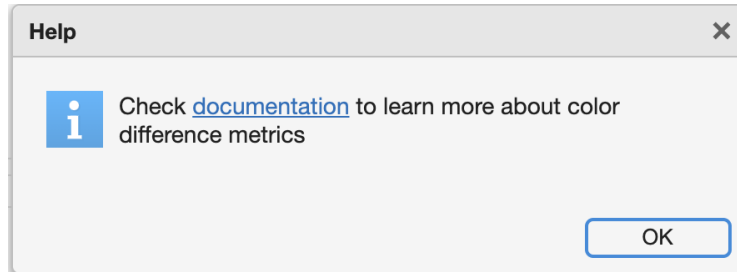 Help
Check documentation to learn more about color
difference metrics
OK